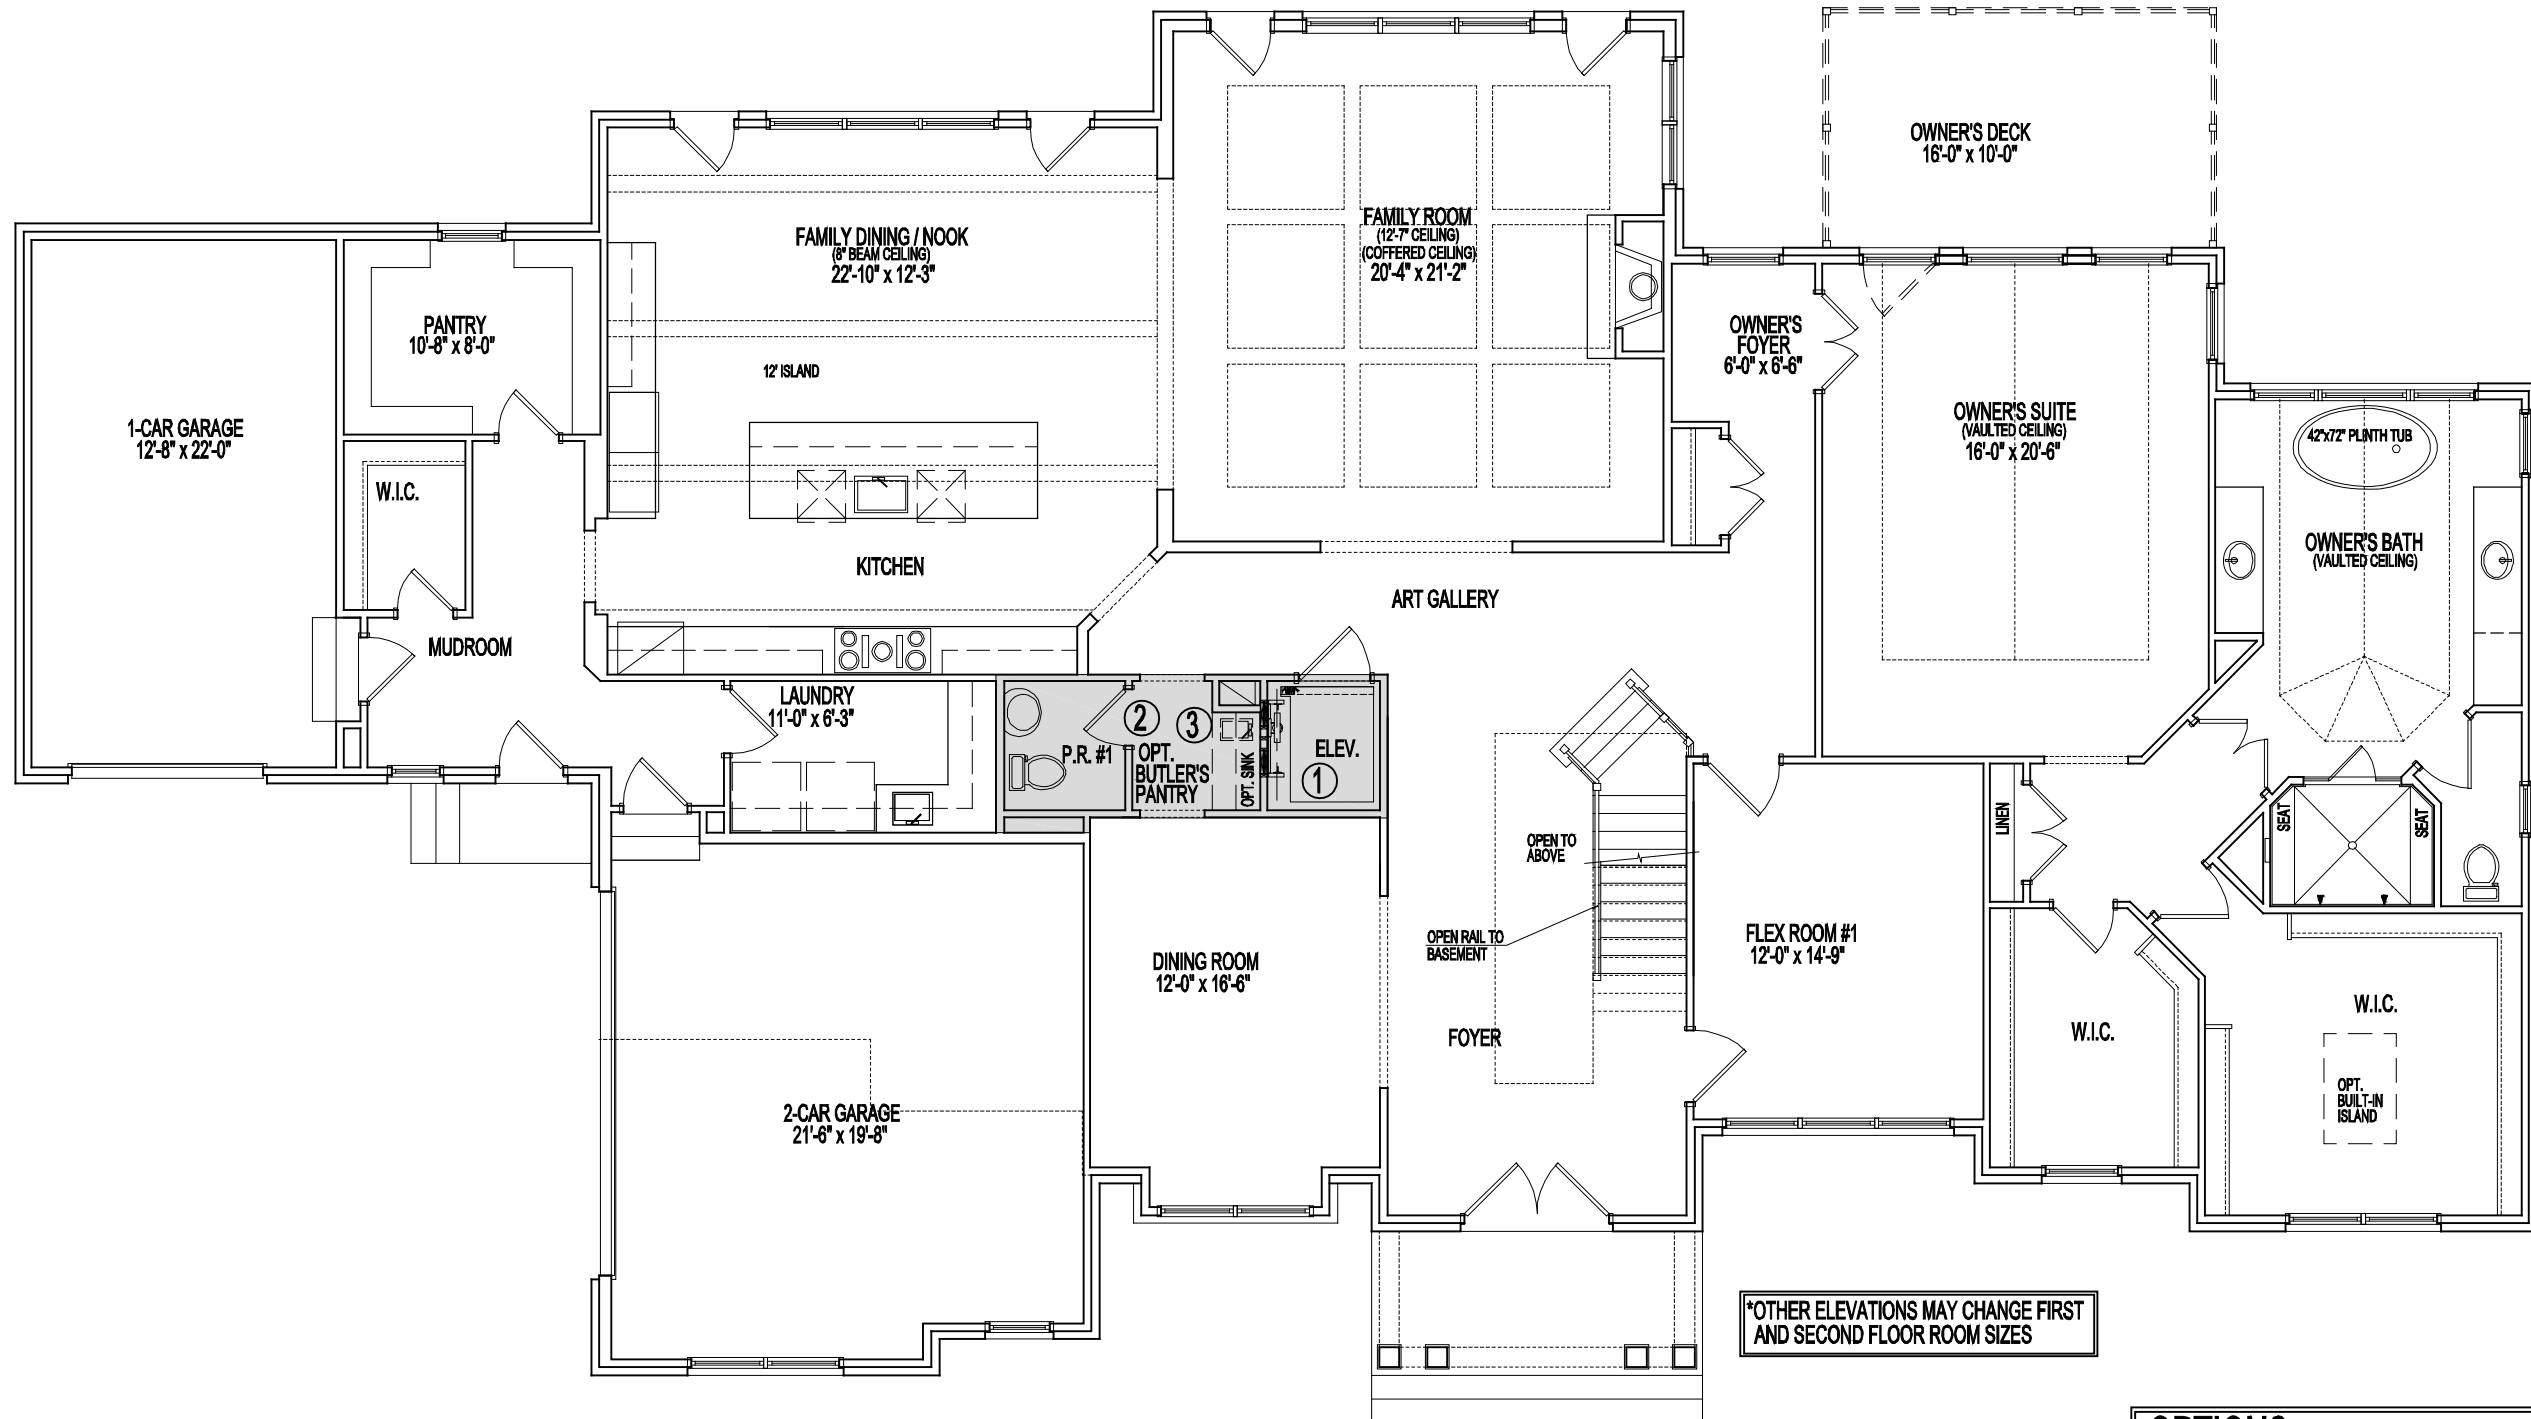 OWNER'S DECK
16'-0" x 10'-0"
FAMILY ROOM
(12'-7" CEILING)
(COFFERED CEILING)
20'-4" x 21'-2"
FAMILY DINING / NOOK
(8" BEAM CEILING)
22'-10" x 12'-3"
PANTRY
10'-8" x 8'-0"
OWNER'S
FOYER
6'-0" x 6'-6"
12' ISLAND
1-CAR GARAGE
12'-8" x 22'-0"
OWNER'S SUITE
(VAULTED CEILING)
16'-0" x 20'-6"
42"x72" PLINTH TUB
W.I.C.
OWNER'S BATH
(VAULTED CEILING)
KITCHEN
ART GALLERY
MUDROOM
LAUNDRY
11'-0" x 6'-3"
P.R. #1
2
3
OPT.
BUTLER'S
PANTRY
OPT. SINK
ELEV.
1
LINEN
SEAT
SEAT
OPEN TO
ABOVE
OPEN RAIL TO
BASEMENT
FLEX ROOM #1
12'-0" x 14'-9"
DINING ROOM
12'-0" x 16'-6"
FOYER
W.I.C.
W.I.C.
OPT.
BUILT-IN
ISLAND
2-CAR GARAGE
21'-6" x 19'-8"
*OTHER ELEVATIONS MAY CHANGE FIRST
AND SECOND FLOOR ROOM SIZES
OPTIONS